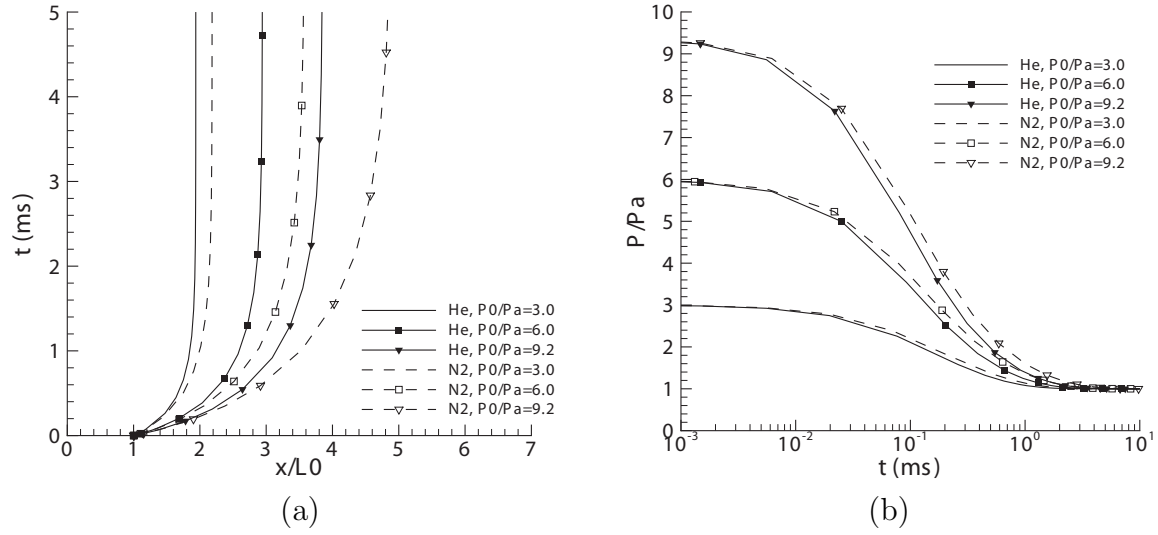 5
4
3
2
1
0
t (ms)
0 1 2 3 4 5 6 7
x/L0
He, P0/Pa=3.0
He, P0/Pa=6.0
He, P0/Pa=9.2
N2, P0/Pa=3.0
N2, P0/Pa=6.0
N2, P0/Pa=9.2
(a)
10
9
8
7
6
5
4
3
2
1
0
P/Pa
He, P0/Pa=3.0
He, P0/Pa=6.0
He, P0/Pa=9.2
N2, P0/Pa=3.0
N2, P0/Pa=6.0
N2, P0/Pa=9.2
10⁻³ 10⁻² 10⁻¹ 10⁰ 10¹
t (ms)
(b)